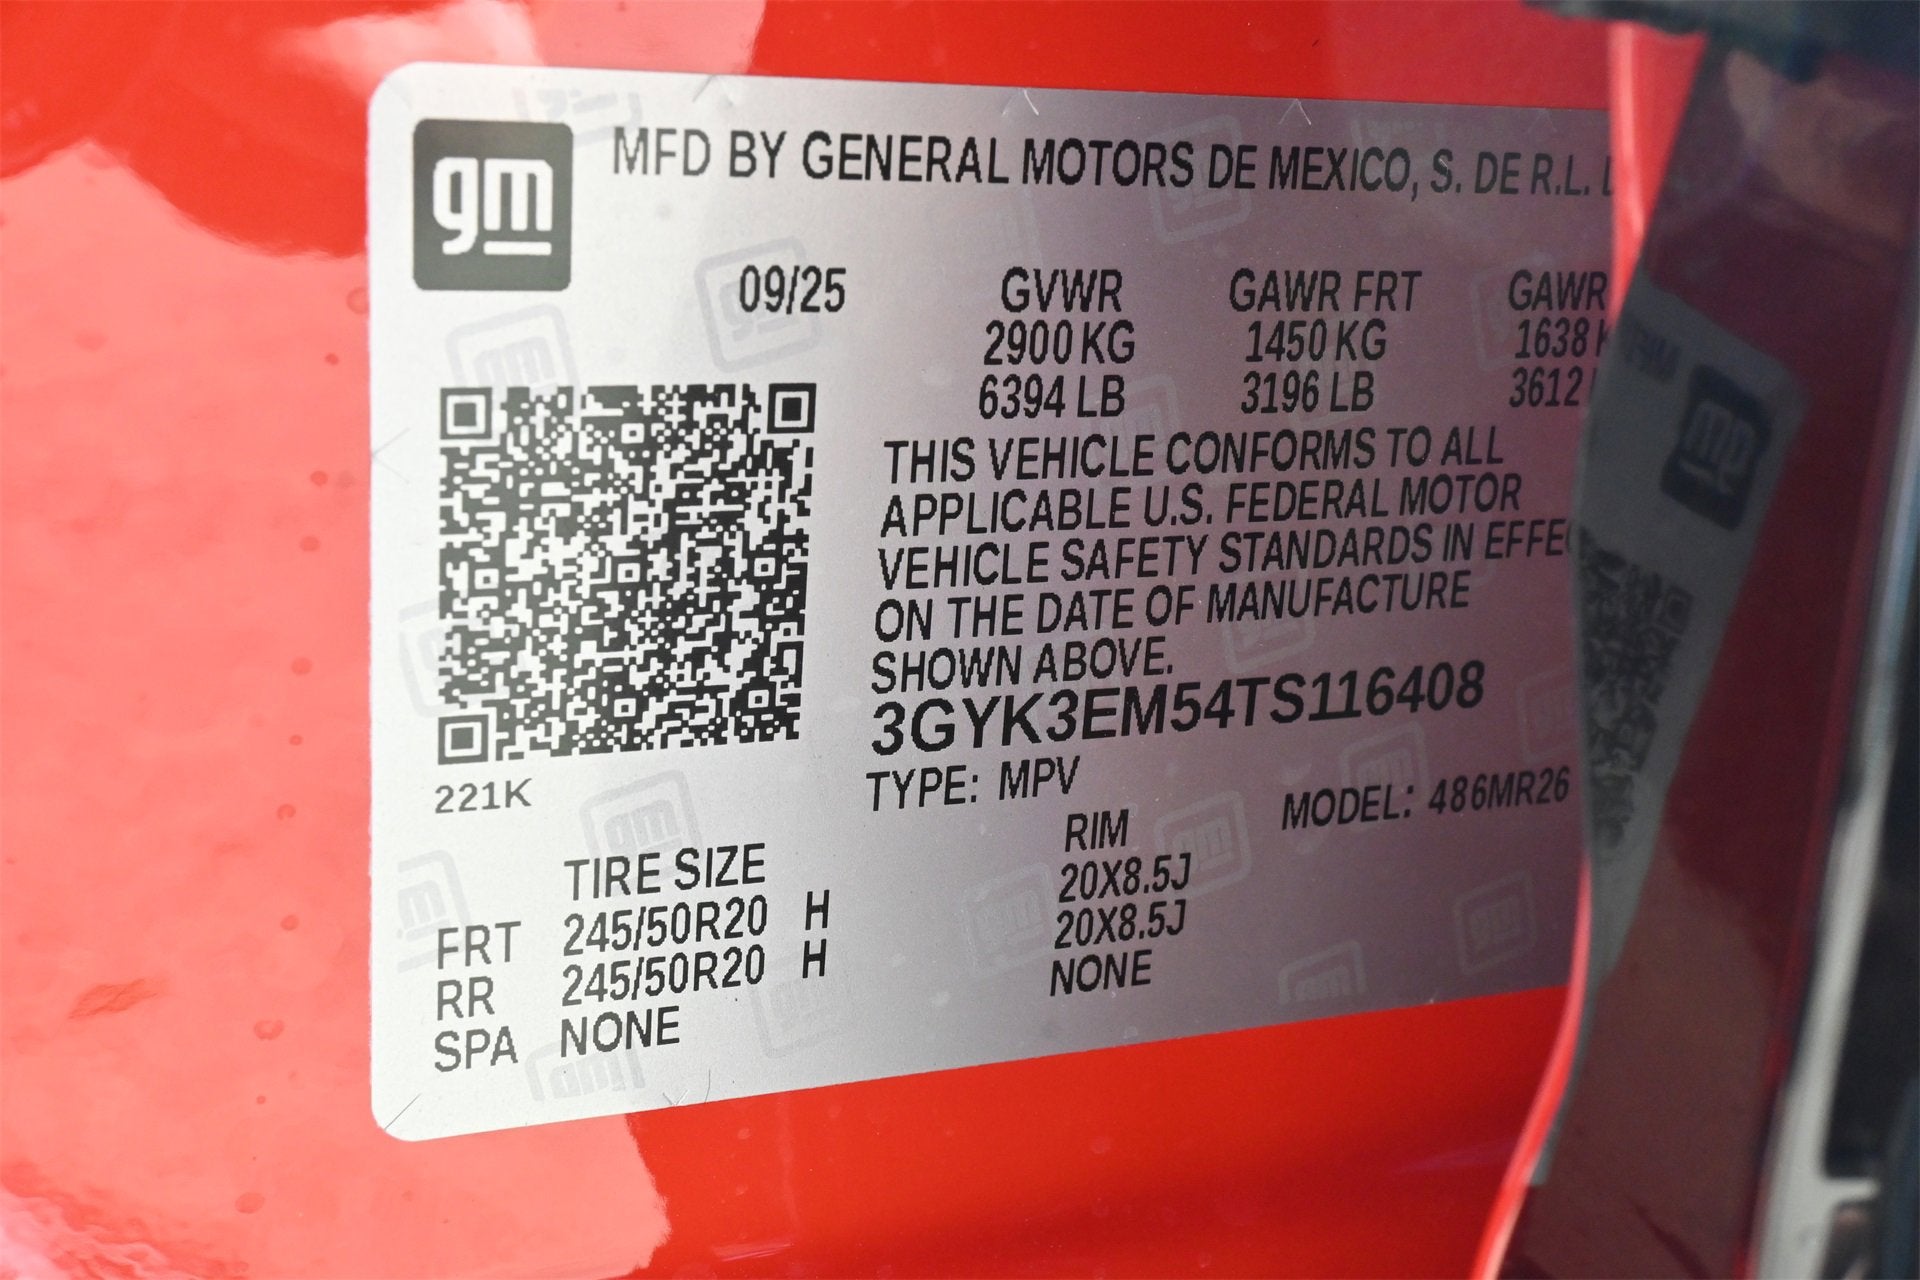 gm
MFD BY GENERAL MOTORS DE MEXICO, S. DE R.L.
09/25 GVWR GAWR FRT GAWR
2900 KG 1450 KG 1638
6394 LB 3196 LB 3612
THIS VEHICLE CONFORMS TO ALL
APPLICABLE U.S. FEDERAL MOTOR
VEHICLE SAFETY STANDARDS IN EFFEC
ON THE DATE OF MANUFACTURE
SHOWN ABOVE.
3GYK3EM54TS116408
221K
TYPE: MPV MODEL: 486MR26
TIRE SIZE RIM
FRT 245/50R20 H 20X8.5J
RR 245/50R20 H 20X8.5J
SPA NONE NONE